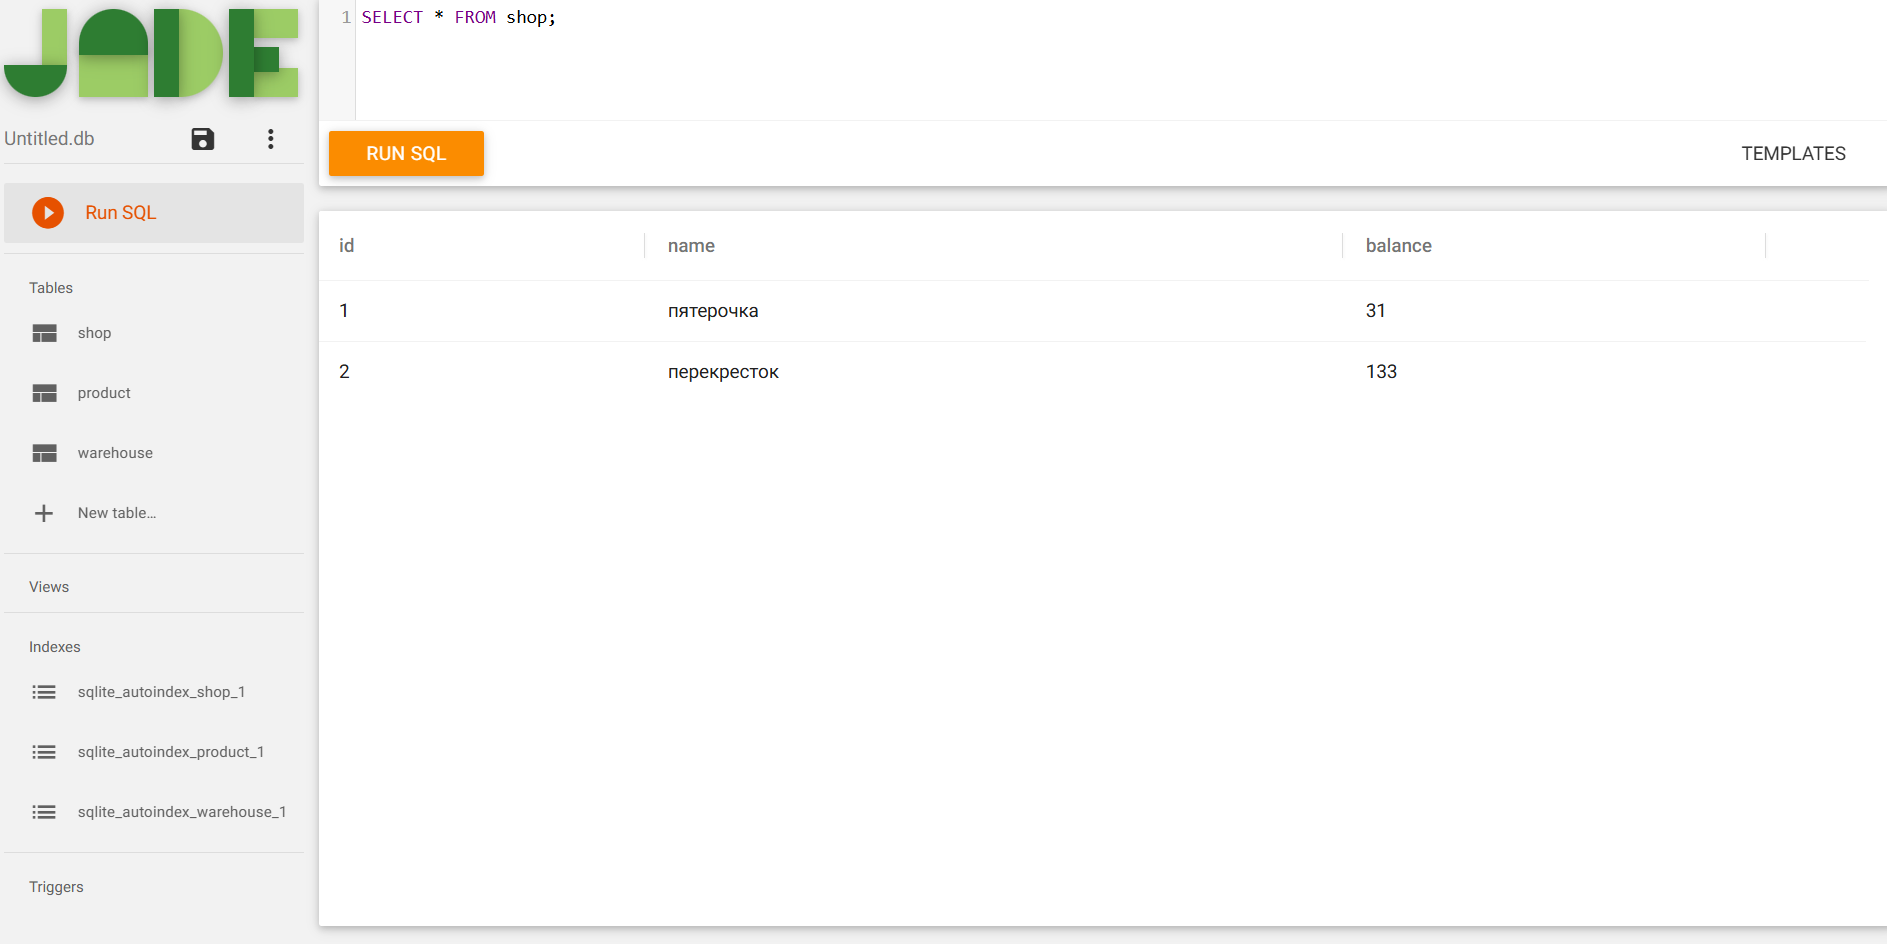 JADE
Untitled.db
Run SQL
Tables
shop
product
warehouse
New table...
Views
Indexes
sqlite_autoindex_shop_1
sqlite_autoindex_product_1
sqlite_autoindex_warehouse_1
Triggers
1 SELECT * FROM shop;
RUN SQL TEMPLATES
id name balance
1 пятерочка 31
2 перекресток 133